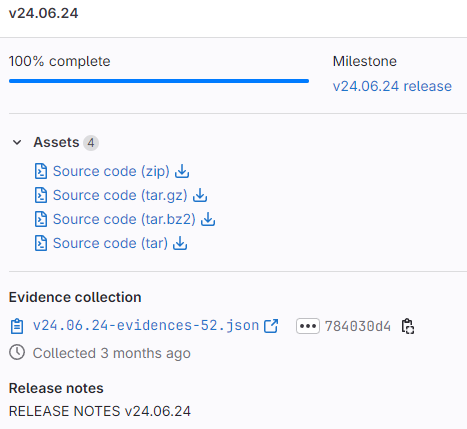 v24.06.24
100% complete
Milestone
v24.06.24 release
Assets 4
Source code (zip)
Source code (tar.gz)
Source code (tar.bz2)
Source code (tar)
Evidence collection
v24.06.24-evidences-52.json 784030d4
Collected 3 months ago
Release notes
RELEASE NOTES v24.06.24